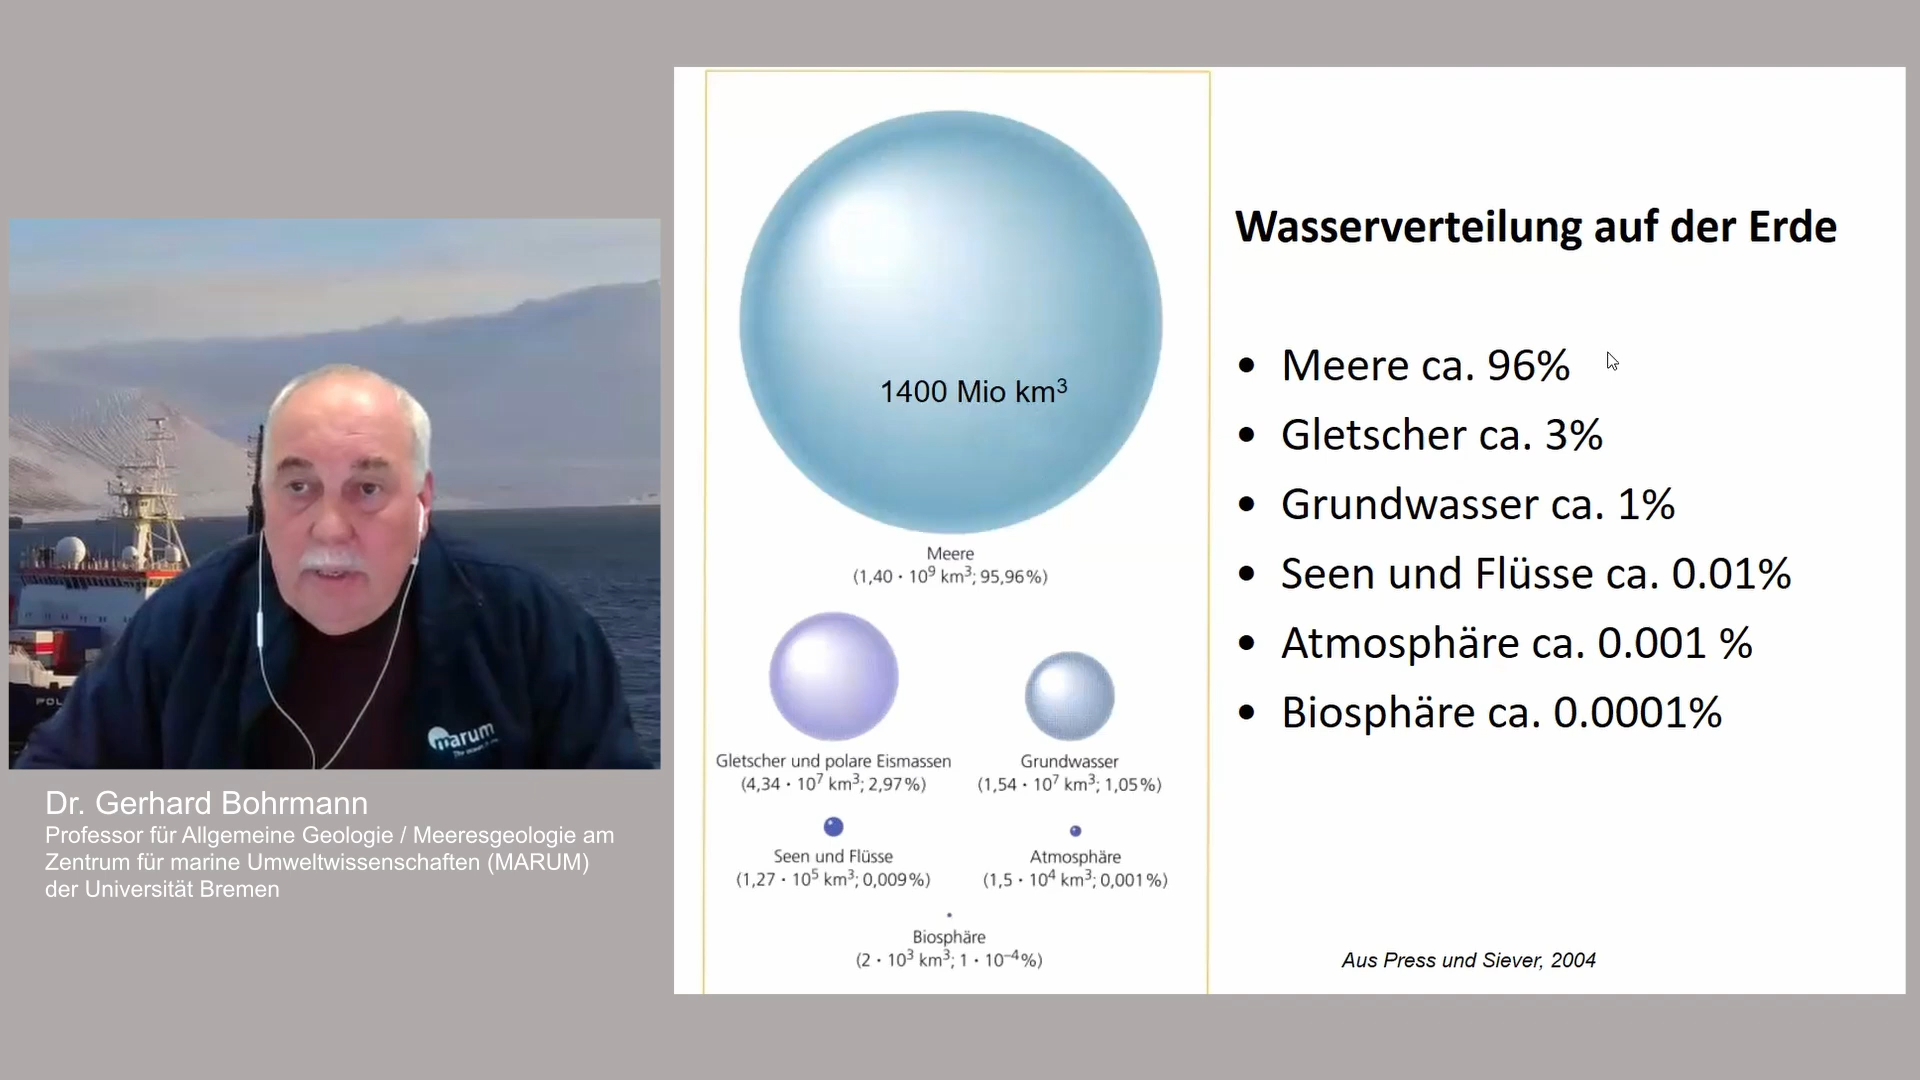 marum
POL
Dr. Gerhard Bohrmann
Professor für Allgemeine Geologie / Meeresgeologie am
Zentrum für marine Umweltwissenschaften (MARUM)
der Universität Bremen
1400 Mio km³
Meere
(1,40 · 10⁹ km³; 95,96%)
Gletscher und polare Eismassen
(4,34 · 10⁷ km³; 2,97%)
Grundwasser
(1,54 · 10⁷ km³; 1,05%)
Seen und Flüsse
(1,27 · 10⁵ km³; 0,009%)
Atmosphäre
(1,5 · 10⁴ km³; 0,001%)
Biosphäre
(2 · 10³ km³; 1 · 10⁻⁴%)
Wasserverteilung auf der Erde
• Meere ca. 96%
• Gletscher ca. 3%
• Grundwasser ca. 1%
• Seen und Flüsse ca. 0.01%
• Atmosphäre ca. 0.001 %
• Biosphäre ca. 0.0001%
Aus Press und Siever, 2004